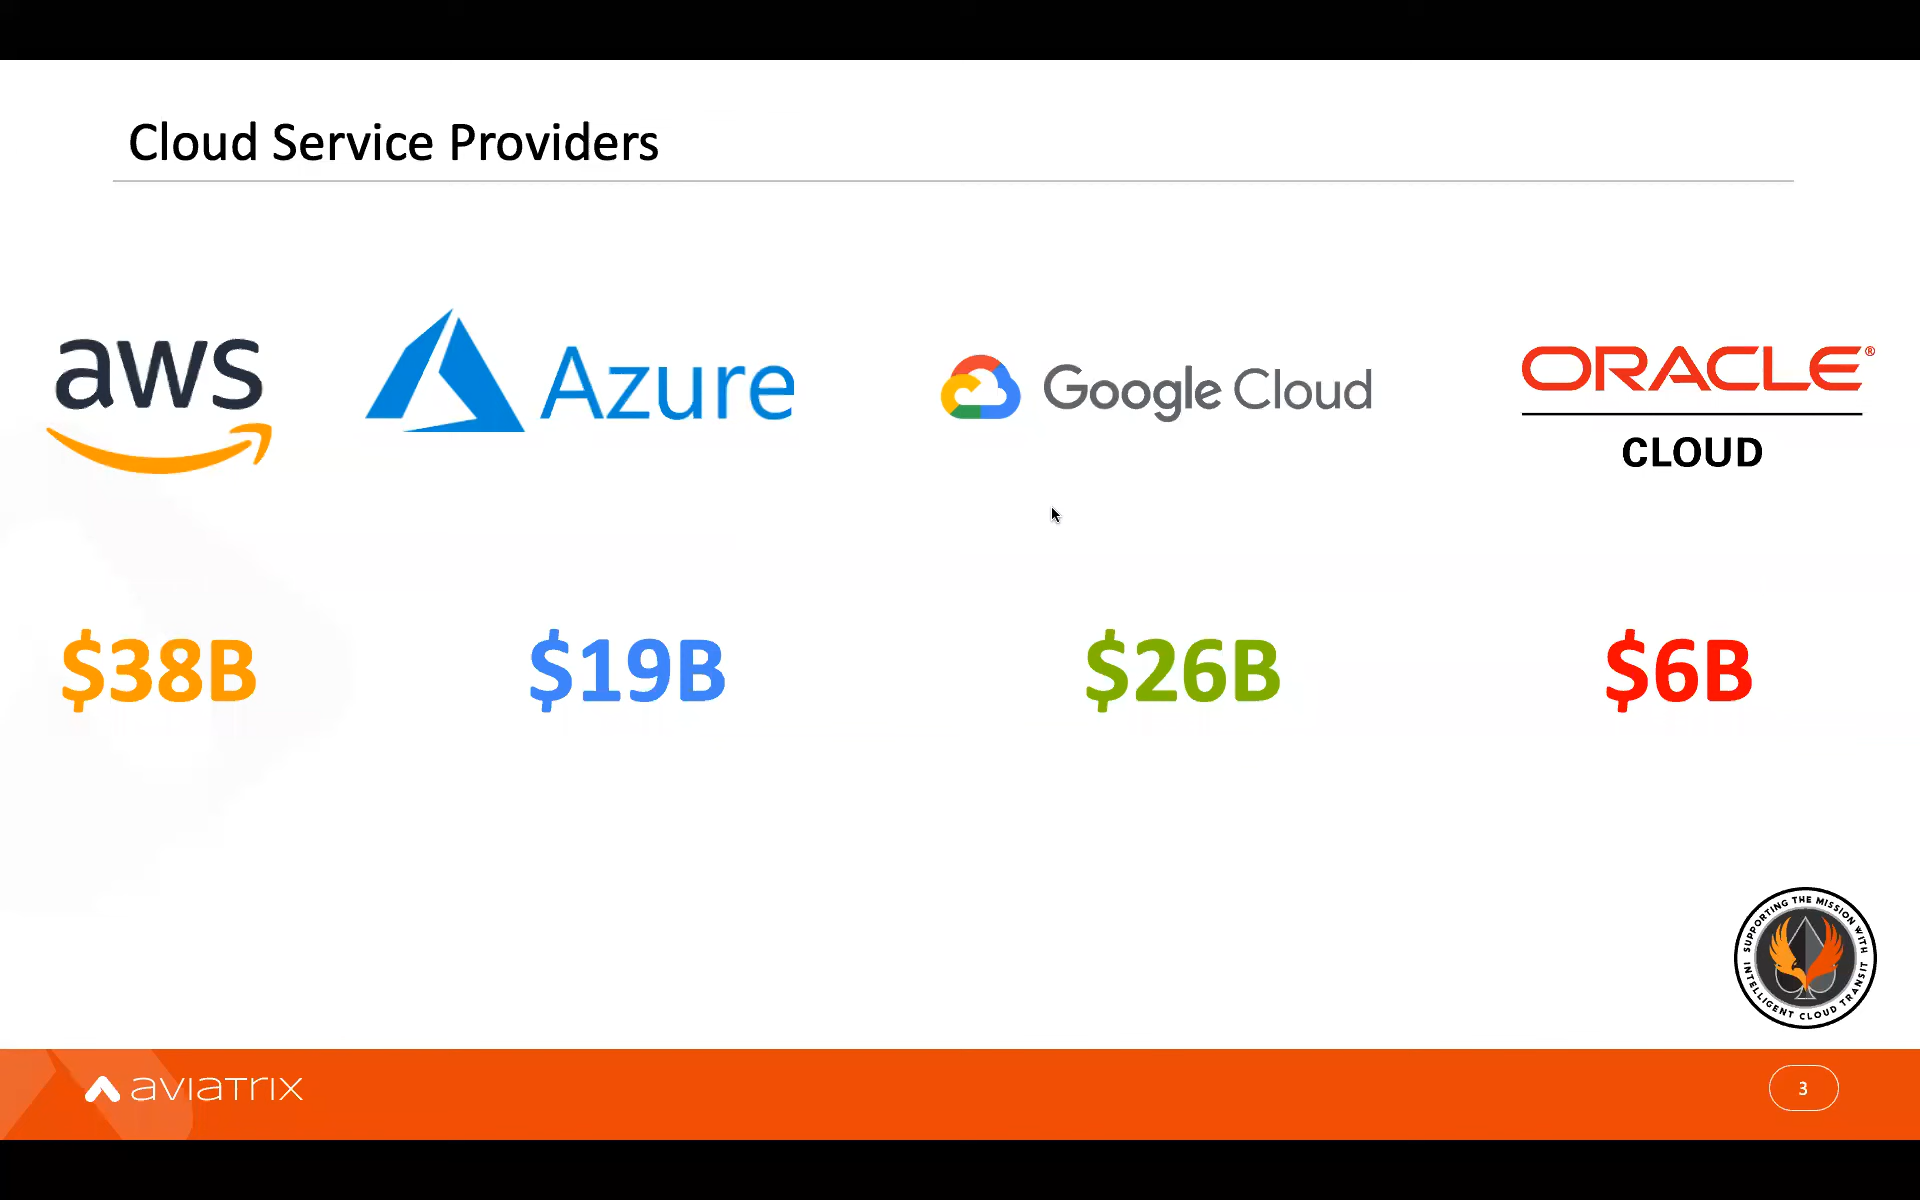 Cloud Service Providers
aws
Azure
Google Cloud
ORACLE®
CLOUD
$38B
$19B
$26B
$6B
SUPPORTING THE MISSION WITH
INTELLIGENT CLOUD TRANSIT
aviatrix
3